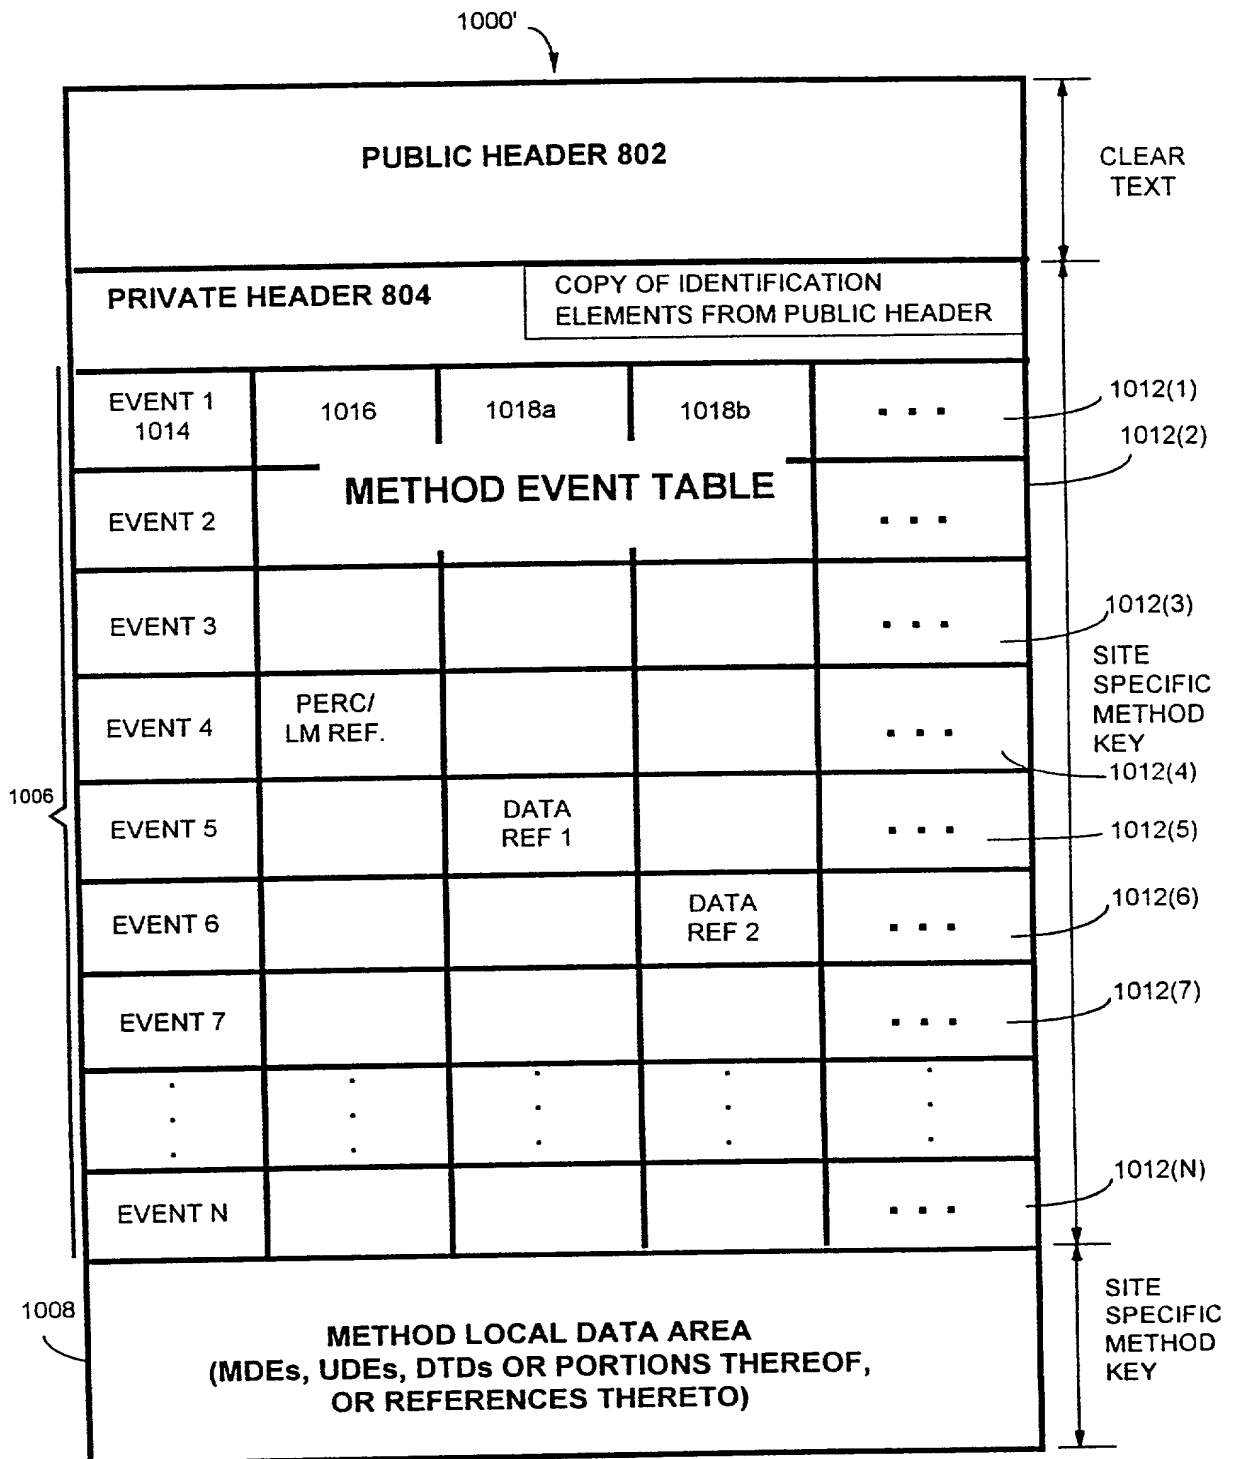 1000'
PUBLIC HEADER 802
CLEAR
TEXT
PRIVATE HEADER 804
COPY OF IDENTIFICATION
ELEMENTS FROM PUBLIC HEADER
EVENT 1
1014
1016
1018a
1018b
. . .
1012(1)
1012(2)
METHOD EVENT TABLE
EVENT 2
. . .
EVENT 3
. . .
1012(3)
SITE
SPECIFIC
METHOD
KEY
EVENT 4
PERC/
LM REF.
. . .
1012(4)
1006
EVENT 5
DATA
REF 1
. . .
1012(5)
EVENT 6
DATA
REF 2
. . .
1012(6)
EVENT 7
. . .
1012(7)
. . . . .
. . . . .
. . . . .
EVENT N
. . .
1012(N)
1008
METHOD LOCAL DATA AREA
(MDEs, UDEs, DTDs OR PORTIONS THEREOF,
OR REFERENCES THERETO)
SITE
SPECIFIC
METHOD
KEY